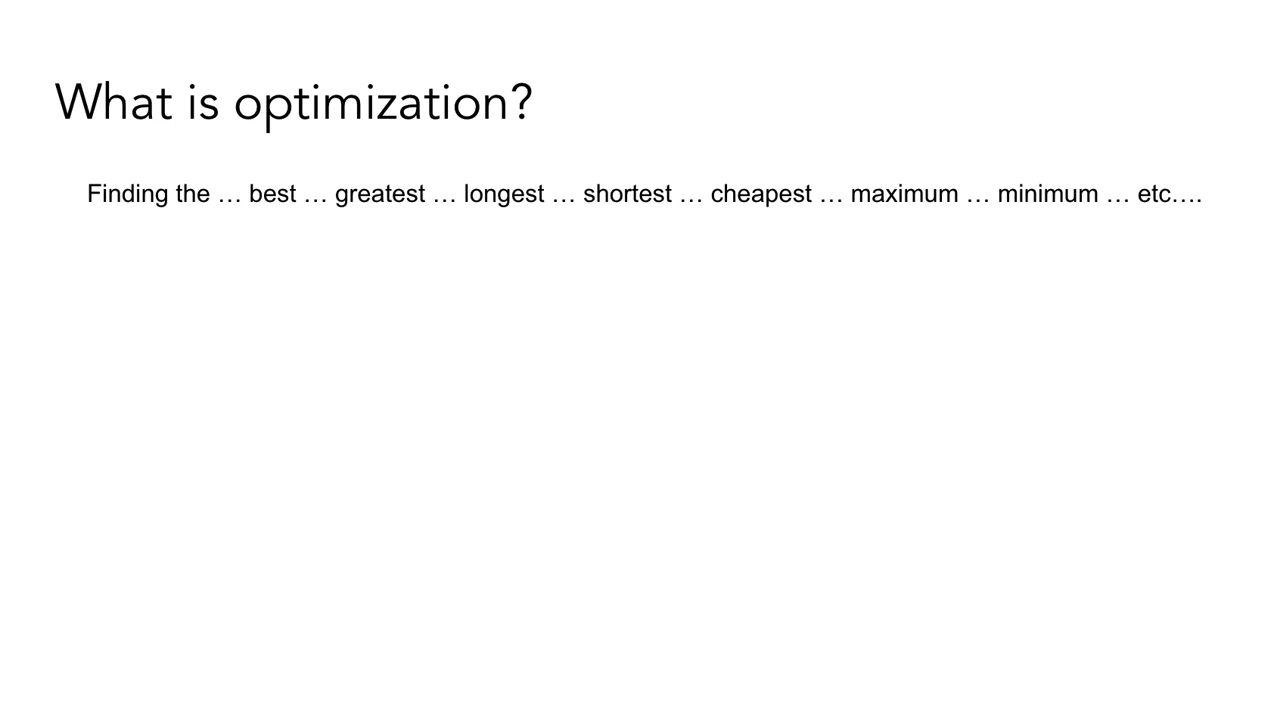 What is optimization?
Finding the … best … greatest … longest … shortest … cheapest … maximum … minimum … etc….